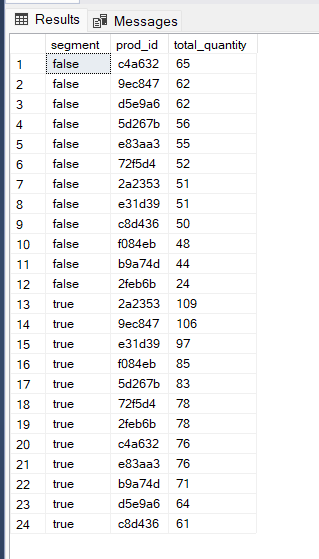 Results Messages
segment prod_id total_quantity
1 false c4a632 65
2 false 9ec847 62
3 false d5e9a6 62
4 false 5d267b 56
5 false e83aa3 55
6 false 72f5d4 52
7 false 2a2353 51
8 false e31d39 51
9 false c8d436 50
10 false f084eb 48
11 false b9a74d 44
12 false 2feb6b 24
13 true 2a2353 109
14 true 9ec847 106
15 true e31d39 97
16 true f084eb 85
17 true 5d267b 83
18 true 72f5d4 78
19 true 2feb6b 78
20 true c4a632 76
21 true e83aa3 76
22 true b9a74d 71
23 true d5e9a6 64
24 true c8d436 61